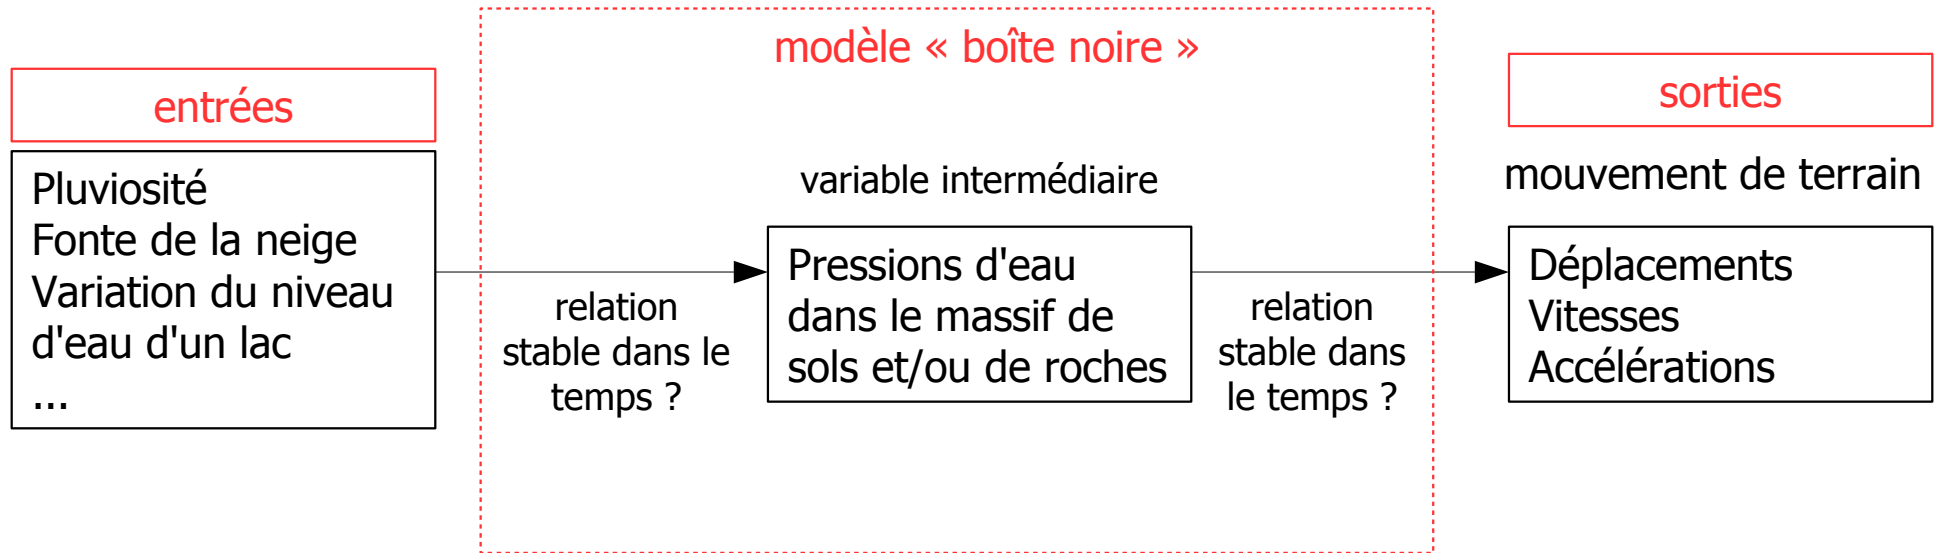 modèle « boîte noire »
entrées
Pluviosité
Fonte de la neige
Variation du niveau
d'eau d'un lac
...
relation
stable dans le
temps ?
variable intermédiaire
Pressions d'eau
dans le massif de
sols et/ou de roches
relation
stable dans
le temps ?
sorties
mouvement de terrain
Déplacements
Vitesses
Accélérations